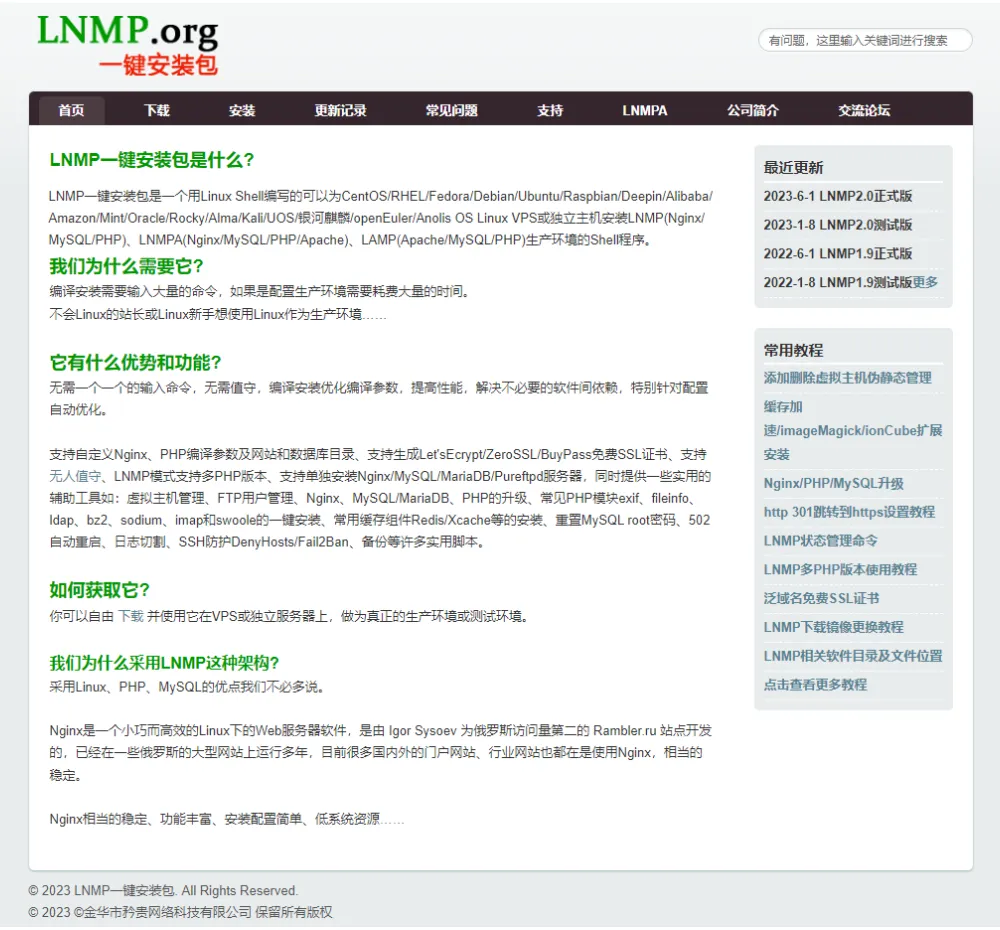 LNMP.org
一键安装包
有问题，这里输入关键词进行搜索
首页 下载 安装 更新记录 常见问题 支持 LNMPA 公司简介 交流论坛
LNMP一键安装包是什么?
LNMP一键安装包是一个用Linux Shell编写的可以为CentOS/RHEL/Fedora/Debian/Ubuntu/Raspbian/Deepin/Alibaba/
Amazon/Mint/Oracle/Rocky/Alma/Kali/UOS/银河麒麟/openEuler/Anolis OS Linux VPS或独立主机安装LNMP(Nginx/
MySQL/PHP)、LNMPA(Nginx/MySQL/PHP/Apache)、LAMP(Apache/MySQL/PHP)生产环境的Shell程序。
我们为什么需要它?
编译安装需要输入大量的命令，如果是配置生产环境需要耗费大量的时间。
不会Linux的站长或Linux新手想使用Linux作为生产环境……
它有什么优势和功能?
无需一个一个的输入命令，无需值守，编译安装优化编译参数，提高性能，解决不必要的软件间依赖，特别针对配置
自动优化。
支持自定义Nginx、PHP编译参数及网站和数据库目录、支持生成Let'sEcrypt/ZeroSSL/BuyPass免费SSL证书、支持
无人值守、LNMP模式支持多PHP版本、支持单独安装Nginx/MySQL/MariaDB/Pureftpd服务器，同时提供一些实用的
辅助工具如：虚拟主机管理、FTP用户管理、Nginx、MySQL/MariaDB、PHP的升级、常见PHP模块exif、fileinfo、
ldap、bz2、sodium、imap和swoole的一键安装、常用缓存组件Redis/Xcache等的安装、重置MySQL root密码、502
自动重启、日志切割、SSH防护DenyHosts/Fail2Ban、备份等许多实用脚本。
如何获取它?
你可以自由 下载 并使用它在VPS或独立服务器上，做为真正的生产环境或测试环境。
我们为什么采用LNMP这种架构?
采用Linux、PHP、MySQL的优点我们不必多说。
Nginx是一个小巧而高效的Linux下的Web服务器软件，是由 Igor Sysoev 为俄罗斯访问量第二的 Rambler.ru 站点开发
的，已经在一些俄罗斯的大型网站上运行多年，目前很多国内外的门户网站、行业网站也都在是使用Nginx，相当的
稳定。
Nginx相当的稳定、功能丰富、安装配置简单、低系统资源……
最近更新
2023-6-1 LNMP2.0正式版
2023-1-8 LNMP2.0测试版
2022-6-1 LNMP1.9正式版
2022-1-8 LNMP1.9测试版更多
常用教程
添加删除虚拟主机伪静态管理
缓存加
速/imageMagick/ionCube扩展
安装
Nginx/PHP/MySQL升级
http 301跳转到https设置教程
LNMP状态管理命令
LNMP多PHP版本使用教程
泛域名免费SSL证书
LNMP下载镜像更换教程
LNMP相关软件目录及文件位置
点击查看更多教程
© 2023 LNMP一键安装包. All Rights Reserved.
© 2023 ©金华市矜贵网络科技有限公司 保留所有版权